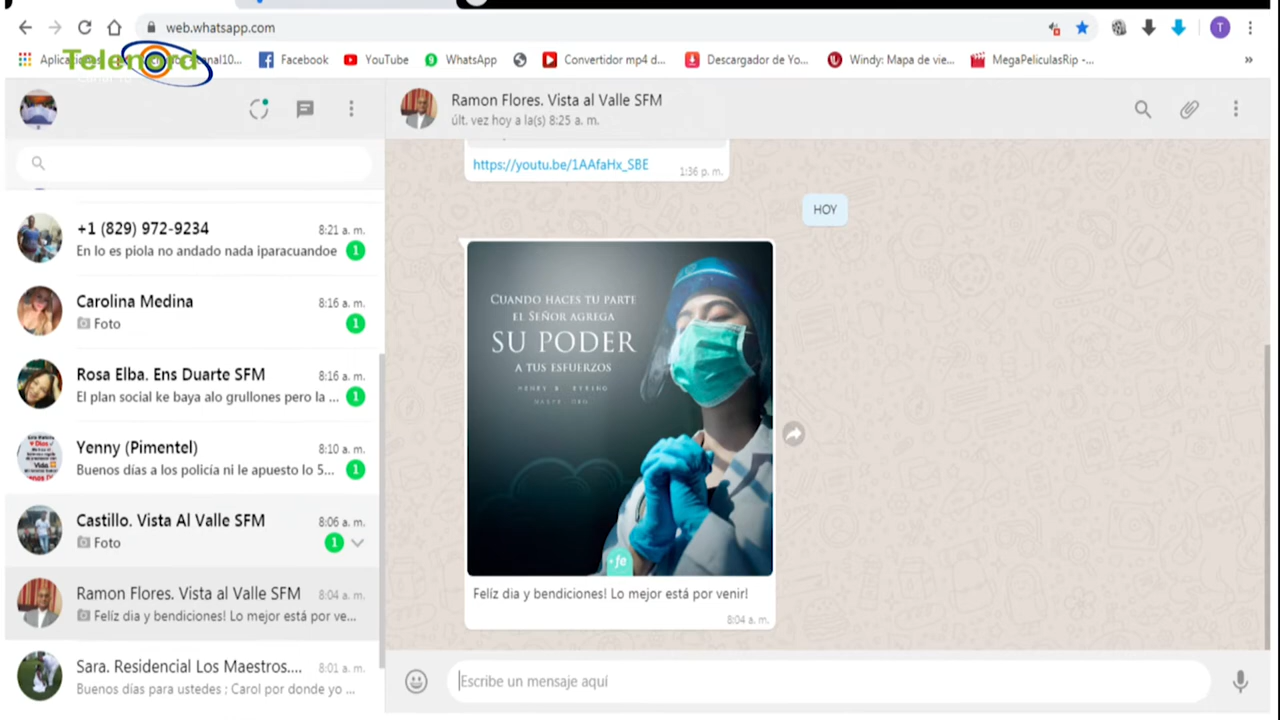 web.whatsapp.com
T
Telenord
Facebook
YouTube
WhatsApp
Convertidor mp4 d...
Descargador de Yo...
Windy: Mapa de vie...
MegaPeliculasRip -...
»
Ramon Flores. Vista al Valle SFM
últ. vez hoy a la(s) 8:25 a. m.
https://youtu.be/1AAfaHx_SBE
1:36 p. m.
HOY
+1 (829) 972-9234
8:21 a. m.
En lo es piola no andado nada iparacuandoe
1
Carolina Medina
8:16 a. m.
Foto
1
Rosa Elba. Ens Duarte SFM
8:16 a. m.
El plan social ke baya alo grullones pero la ...
1
Yenny (Pimentel)
8:10 a. m.
Buenos días a los policía ni le apuesto lo 5...
1
Castillo. Vista Al Valle SFM
8:06 a. m.
Foto
1
Ramon Flores. Vista al Valle SFM
8:04 a. m.
Felíz dia y bendiciones! Lo mejor está por ve...
Sara. Residencial Los Maestros....
8:01 a. m.
Buenos días para ustedes ; Carol por donde yo ...
CUANDO HACES TU PARTE
EL SEÑOR AGREGA
SU PODER
A TUS ESFUERZOS
HENRY B. EYRING
+fe
Felíz dia y bendiciones! Lo mejor está por venir!
8:04 a. m.
Escribe un mensaje aquí